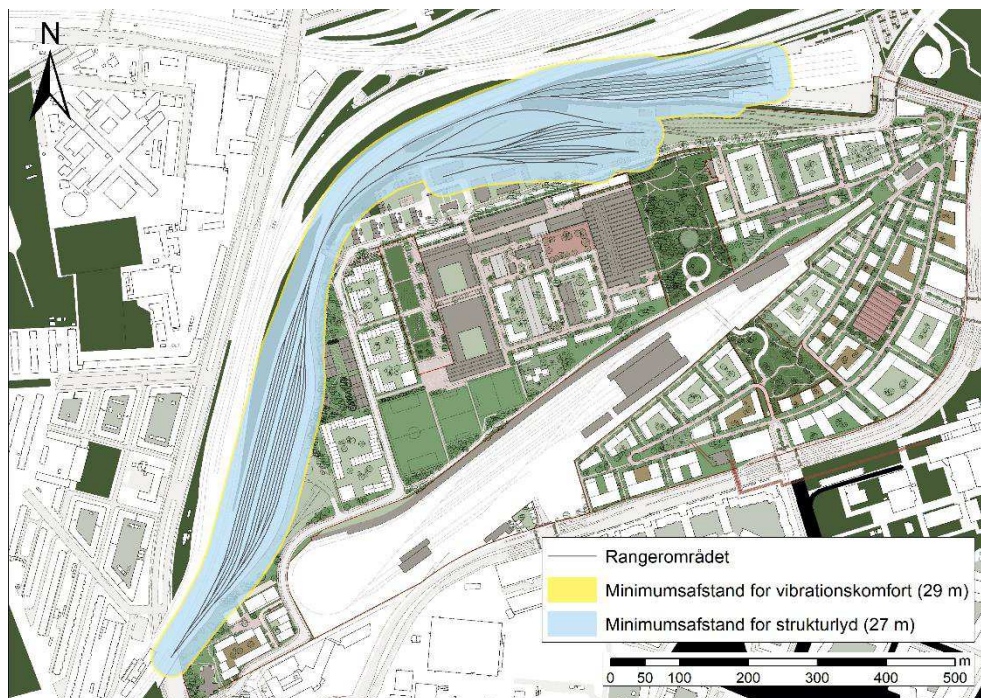 N
Rangerområdet
Minimumsafstand for vibrationskomfort (29 m)
Minimumsafstand for strukturlyd (27 m)
m
0 50 100 200 300 400 500